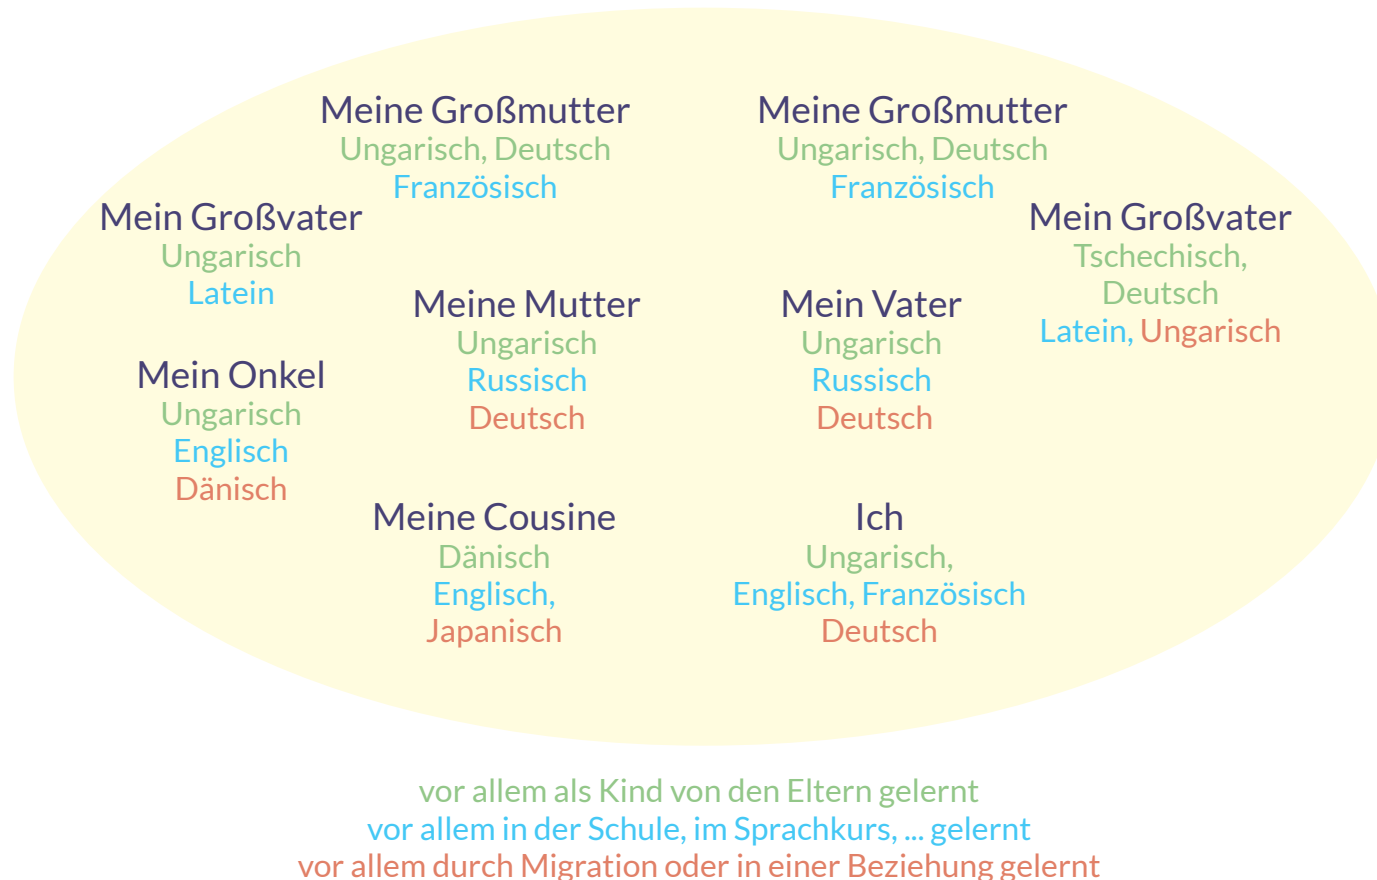 Meine Großmutter
Ungarisch, Deutsch
Französisch
Meine Großmutter
Ungarisch, Deutsch
Französisch
Mein Großvater
Ungarisch
Latein
Mein Großvater
Tschechisch,
Deutsch
Latein, Ungarisch
Meine Mutter
Ungarisch
Russisch
Deutsch
Mein Vater
Ungarisch
Russisch
Deutsch
Mein Onkel
Ungarisch
Englisch
Dänisch
Meine Cousine
Dänisch
Englisch,
Japanisch
Ich
Ungarisch,
Englisch, Französisch
Deutsch
vor allem als Kind von den Eltern gelernt
vor allem in der Schule, im Sprachkurs, ... gelernt
vor allem durch Migration oder in einer Beziehung gelernt